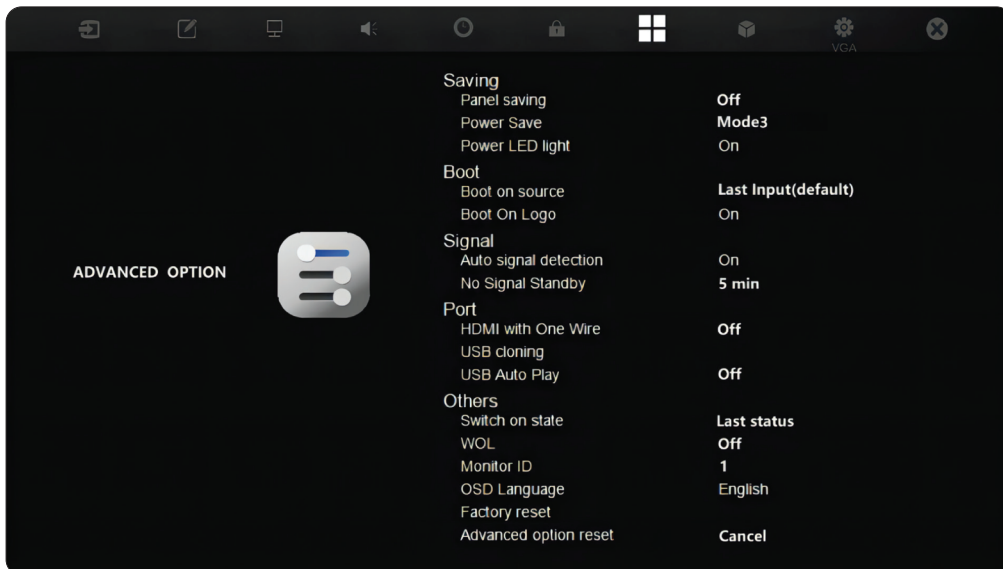 VGA
ADVANCED OPTION
Saving
Panel saving Off
Power Save Mode3
Power LED light On
Boot
Boot on source Last Input(default)
Boot On Logo On
Signal
Auto signal detection On
No Signal Standby 5 min
Port
HDMI with One Wire Off
USB cloning
USB Auto Play Off
Others
Switch on state Last status
WOL Off
Monitor ID 1
OSD Language English
Factory reset
Advanced option reset Cancel